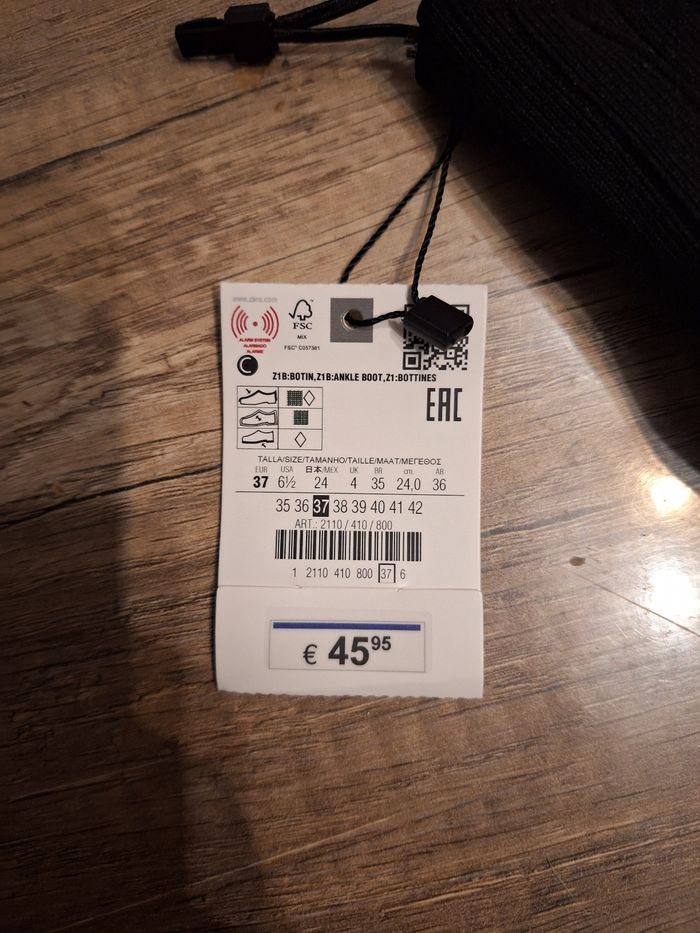 www.zara.com
ALARM SYSTEM
ALARMADO
ALARME
FSC
MIX
FSC® C057361
C
Z1B:BOTIN,Z1B:ANKLE BOOT,Z1:BOTTINES
EAC
TALLA/SIZE/TAMANHO/TAILLE/MAAT/ΜΕΓΕΘΟΣ
EUR USA 日本/MEX UK BR cm. AR
37 6½ 24 4 35 24,0 36
35 36 37 38 39 40 41 42
ART.: 2110 / 410 / 800
1 2110 410 800 37 6
€ 45 95